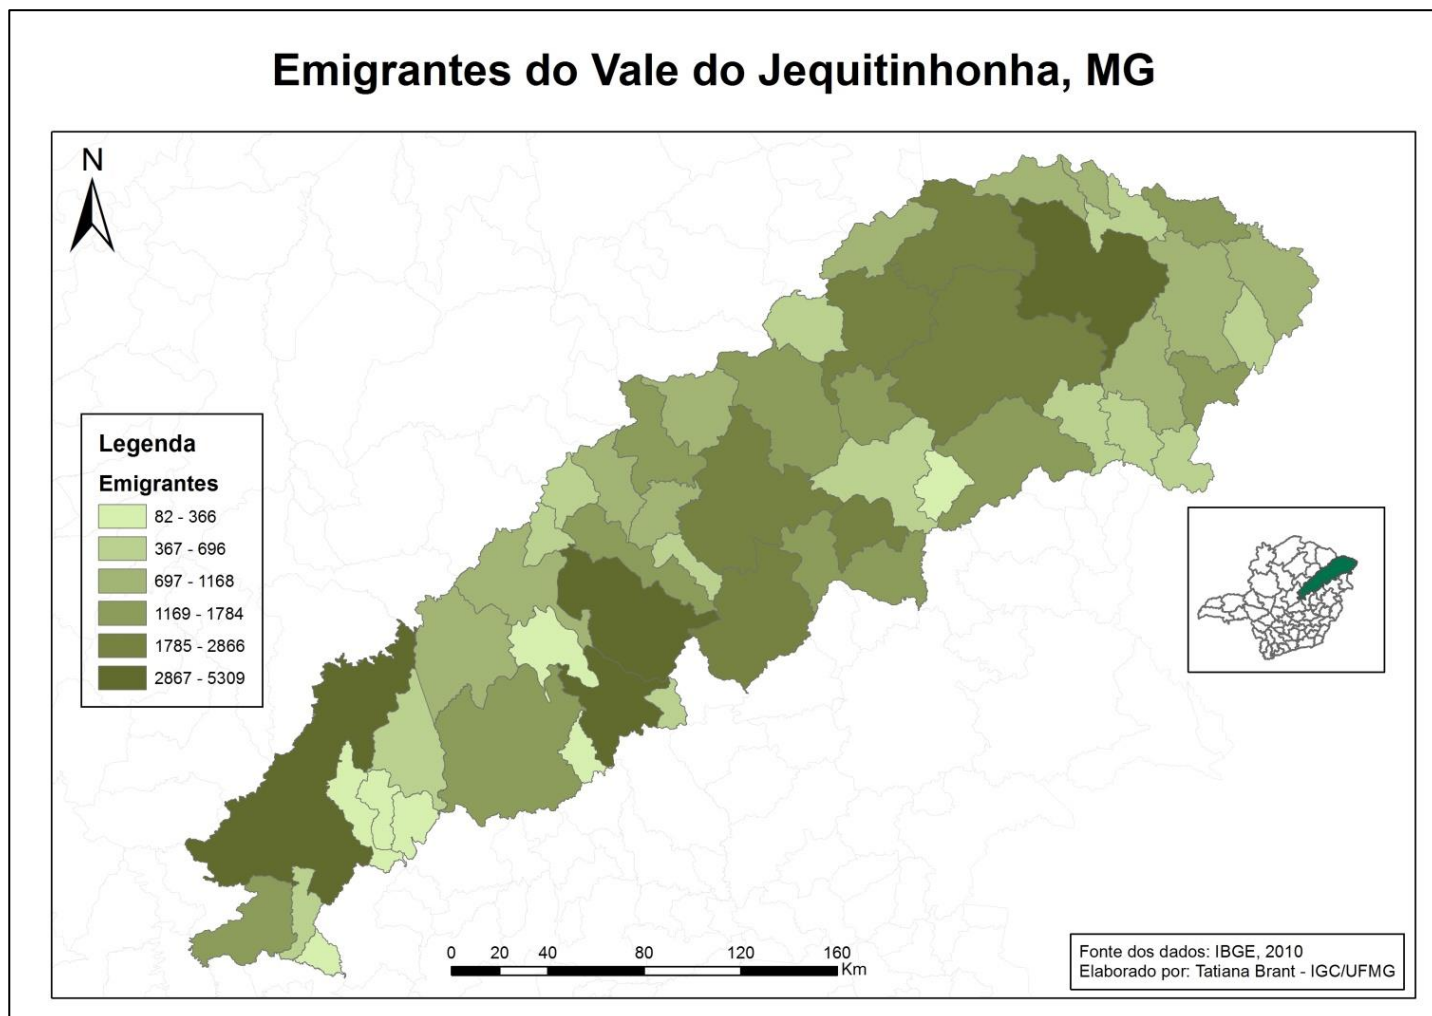 Emigrantes do Vale do Jequitinhonha, MG
N
Legenda
Emigrantes
82 - 366
367 - 696
697 - 1168
1169 - 1784
1785 - 2866
2867 - 5309
0 20 40 80 120 160
Km
Fonte dos dados: IBGE, 2010
Elaborado por: Tatiana Brant - IGC/UFMG